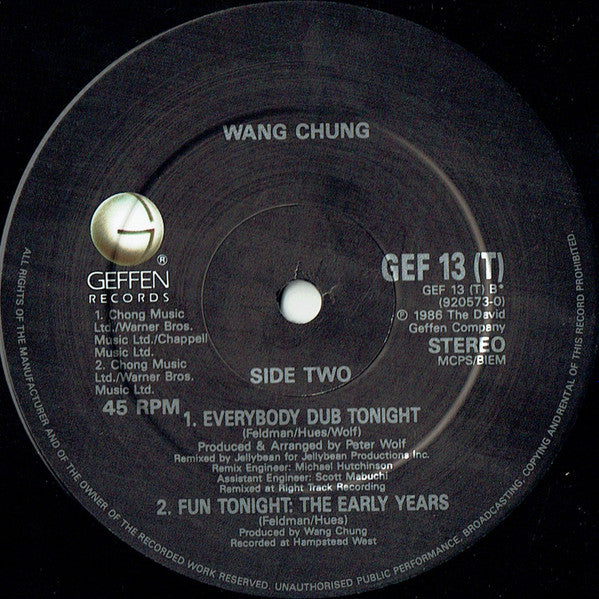 WANG CHUNG
G
®
GEFFEN
RECORDS
1. Chong Music
Ltd./Warner Bros.
Music Ltd./Chappell
Music Ltd.
2. Chong Music
Ltd./Warner Bros.
Music Ltd.
45 RPM
GEF 13 (T)
GEF 13 (T) B*
(920573-0)
℗ 1986 The David
Geffen Company
STEREO
MCPS/BIEM
SIDE TWO
1. EVERYBODY DUB TONIGHT
(Feldman/Hues/Wolf)
Produced & Arranged by Peter Wolf
Remixed by Jellybean for Jellybean Productions Inc.
Remix Engineer: Michael Hutchinson
Assistant Engineer: Scott Mabuchi
Remixed at Right Track Recording
2. FUN TONIGHT: THE EARLY YEARS
(Feldman/Hues)
Produced by Wang Chung
Recorded at Hampstead West
ALL RIGHTS OF THE MANUFACTURER AND OF THE OWNER OF THE RECORDED WORK RESERVED. UNAUTHORISED PUBLIC PERFORMANCE, BROADCASTING, COPYING AND RENTAL OF THIS RECORD PROHIBITED.